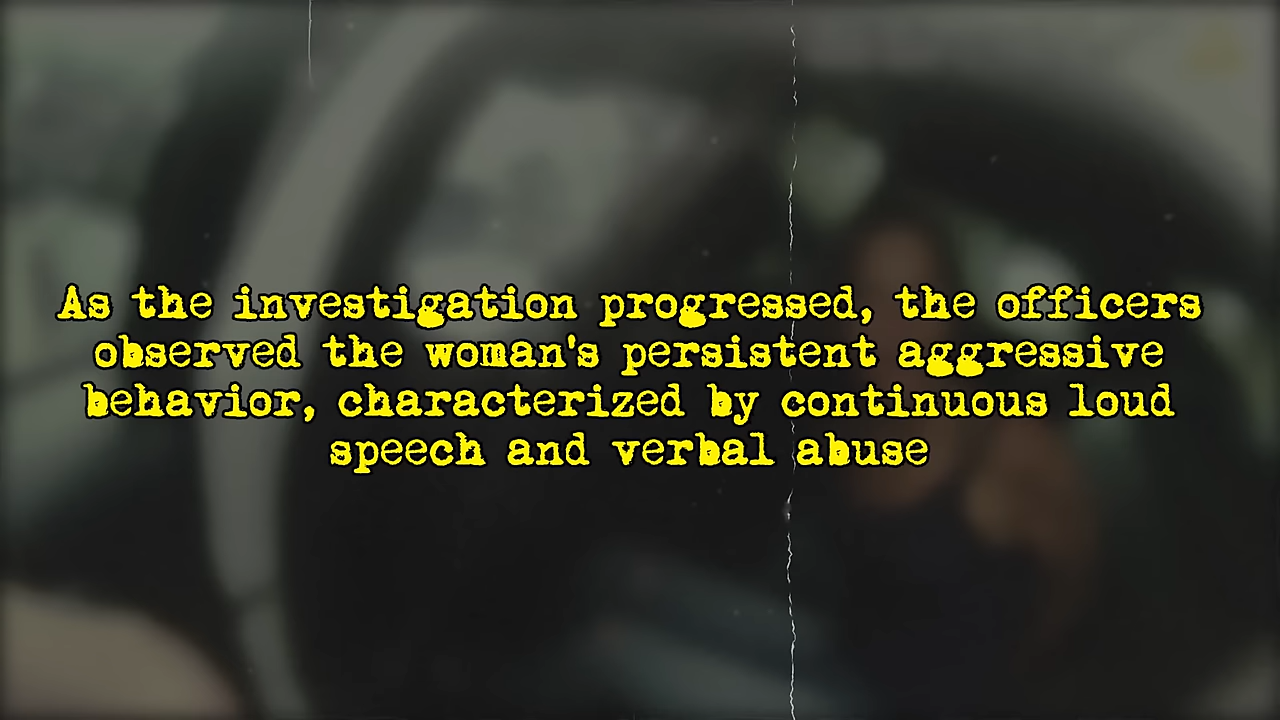 As the investigation progressed, the officers
observed the woman's persistent aggressive
behavior, characterized by continuous loud
speech and verbal abuse